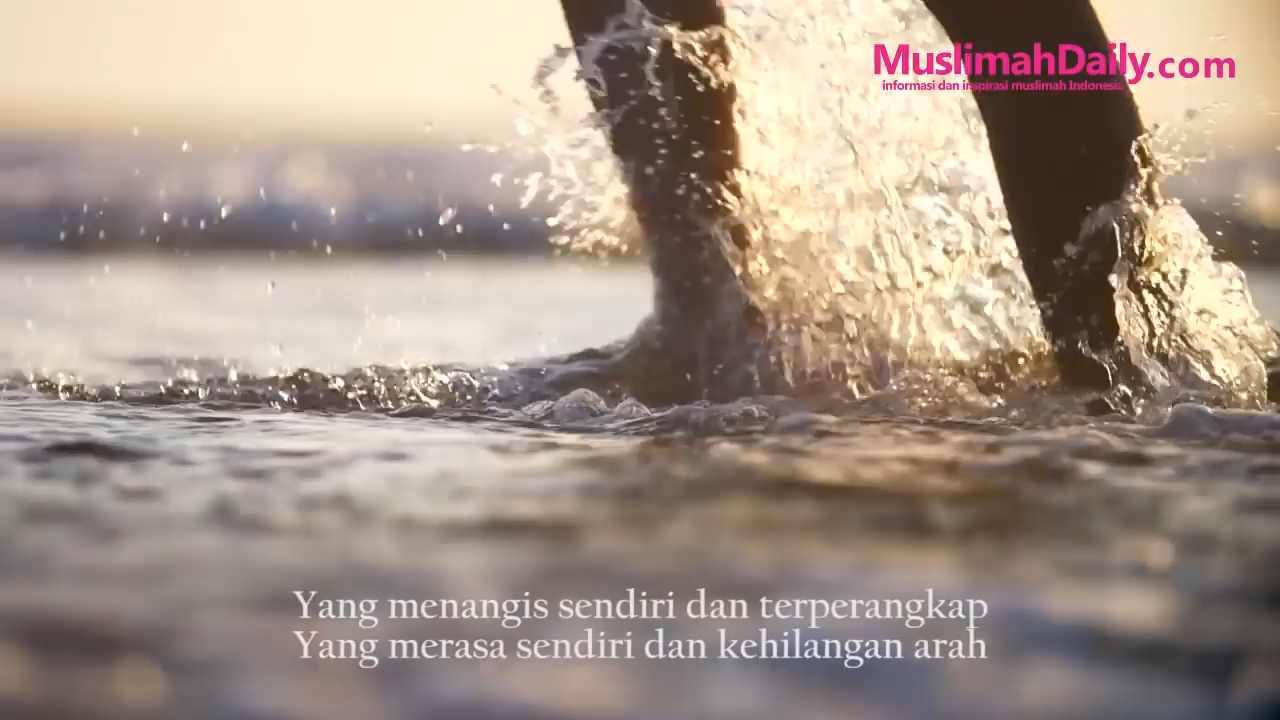 MuslimahDaily.com
informasi dan inspirasi muslimah Indonesia
Yang menangis sendiri dan terperangkap
Yang merasa sendiri dan kehilangan arah